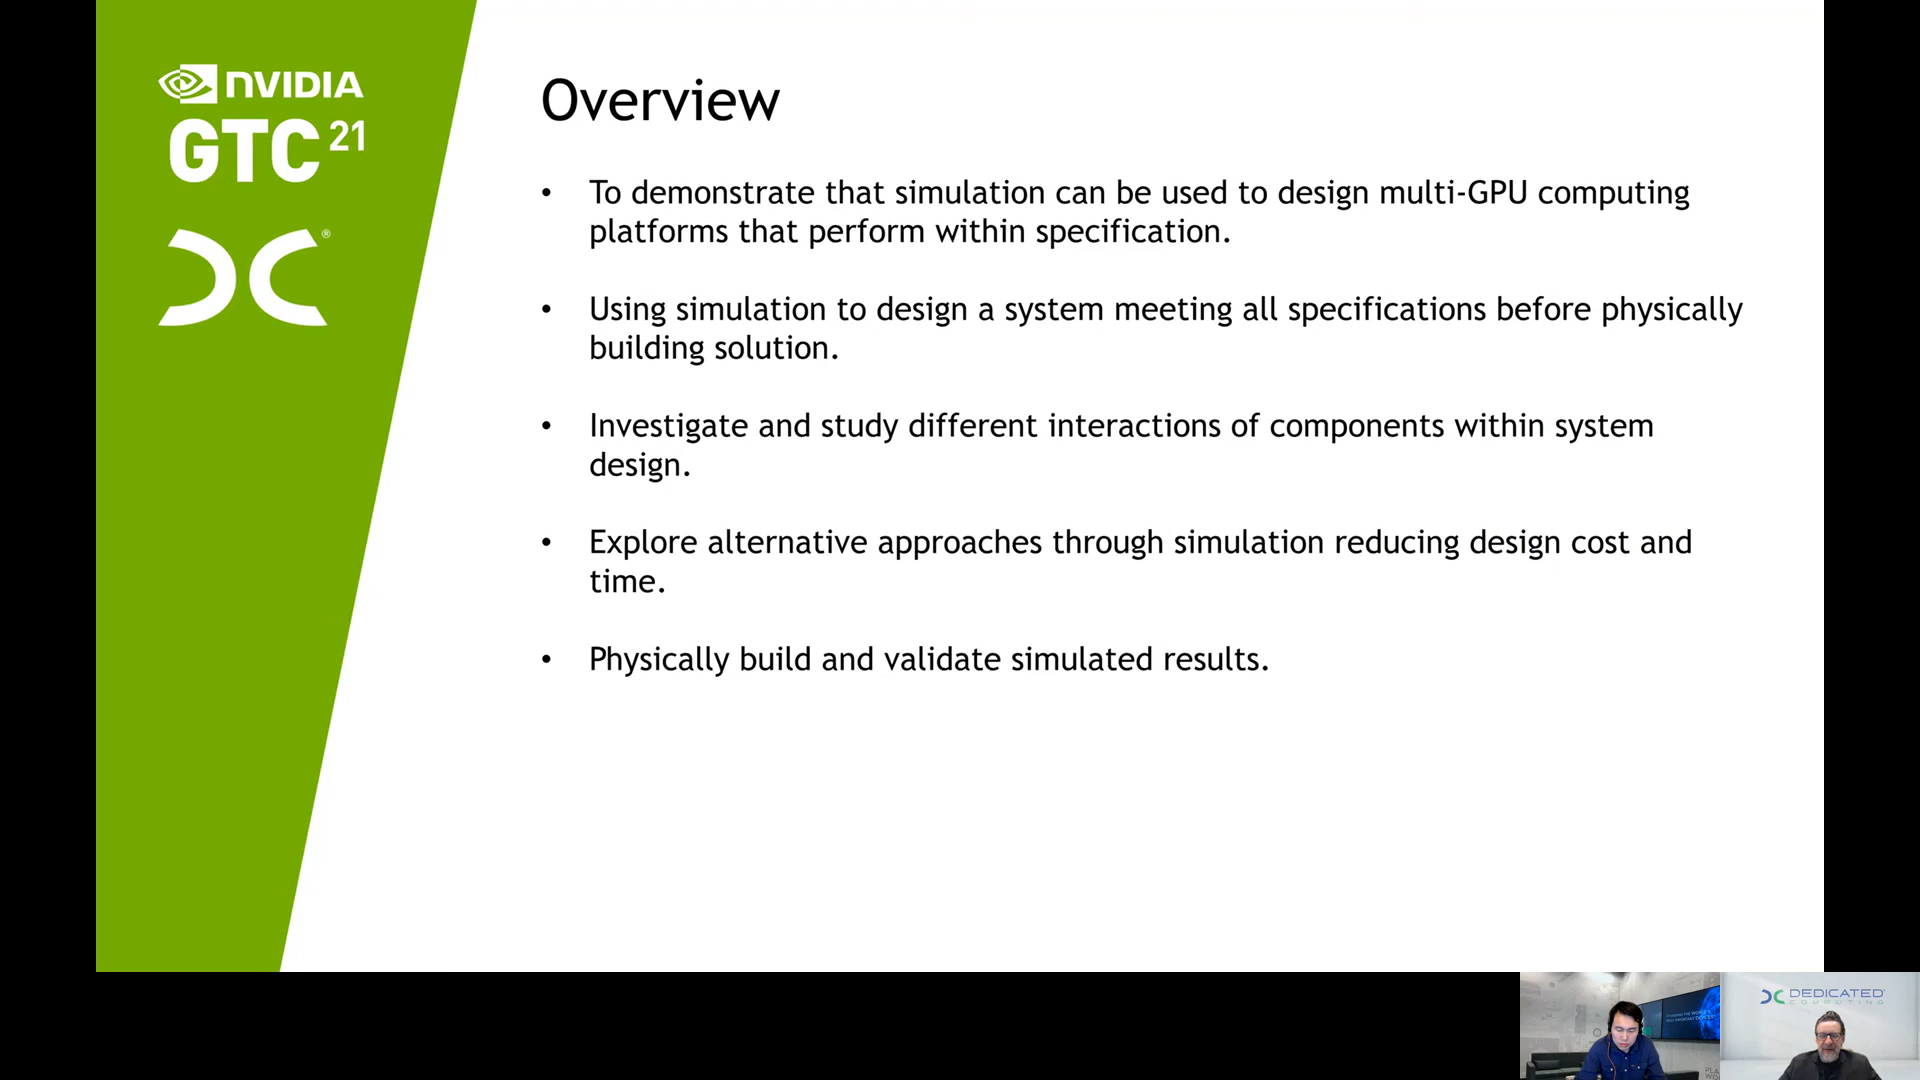 NVIDIA
GTC 21
®
Overview
• To demonstrate that simulation can be used to design multi-GPU computing
platforms that perform within specification.
• Using simulation to design a system meeting all specifications before physically
building solution.
• Investigate and study different interactions of components within system
design.
• Explore alternative approaches through simulation reducing design cost and
time.
• Physically build and validate simulated results.
DEDICATED
COMPUTING